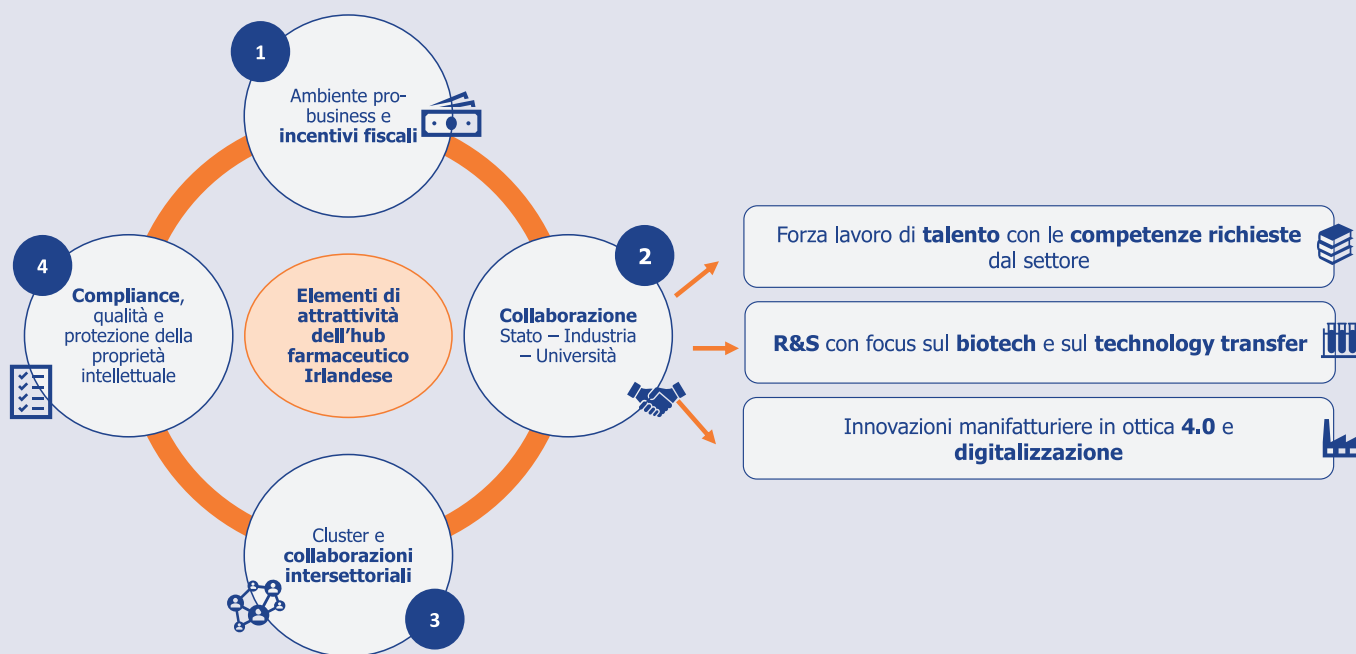 1
Ambiente pro-
business e
incentivi fiscali
2
Collaborazione
Stato – Industria
– Università
Forza lavoro di talento con le competenze richieste
dal settore
R&S con focus sul biotech e sul technology transfer
Innovazioni manifatturiere in ottica 4.0 e
digitalizzazione
4
Compliance,
qualità e
protezione della
proprietà
intellettuale
Elementi di
attrattività
dell’hub
farmaceutico
Irlandese
Cluster e
collaborazioni
intersettoriali
3